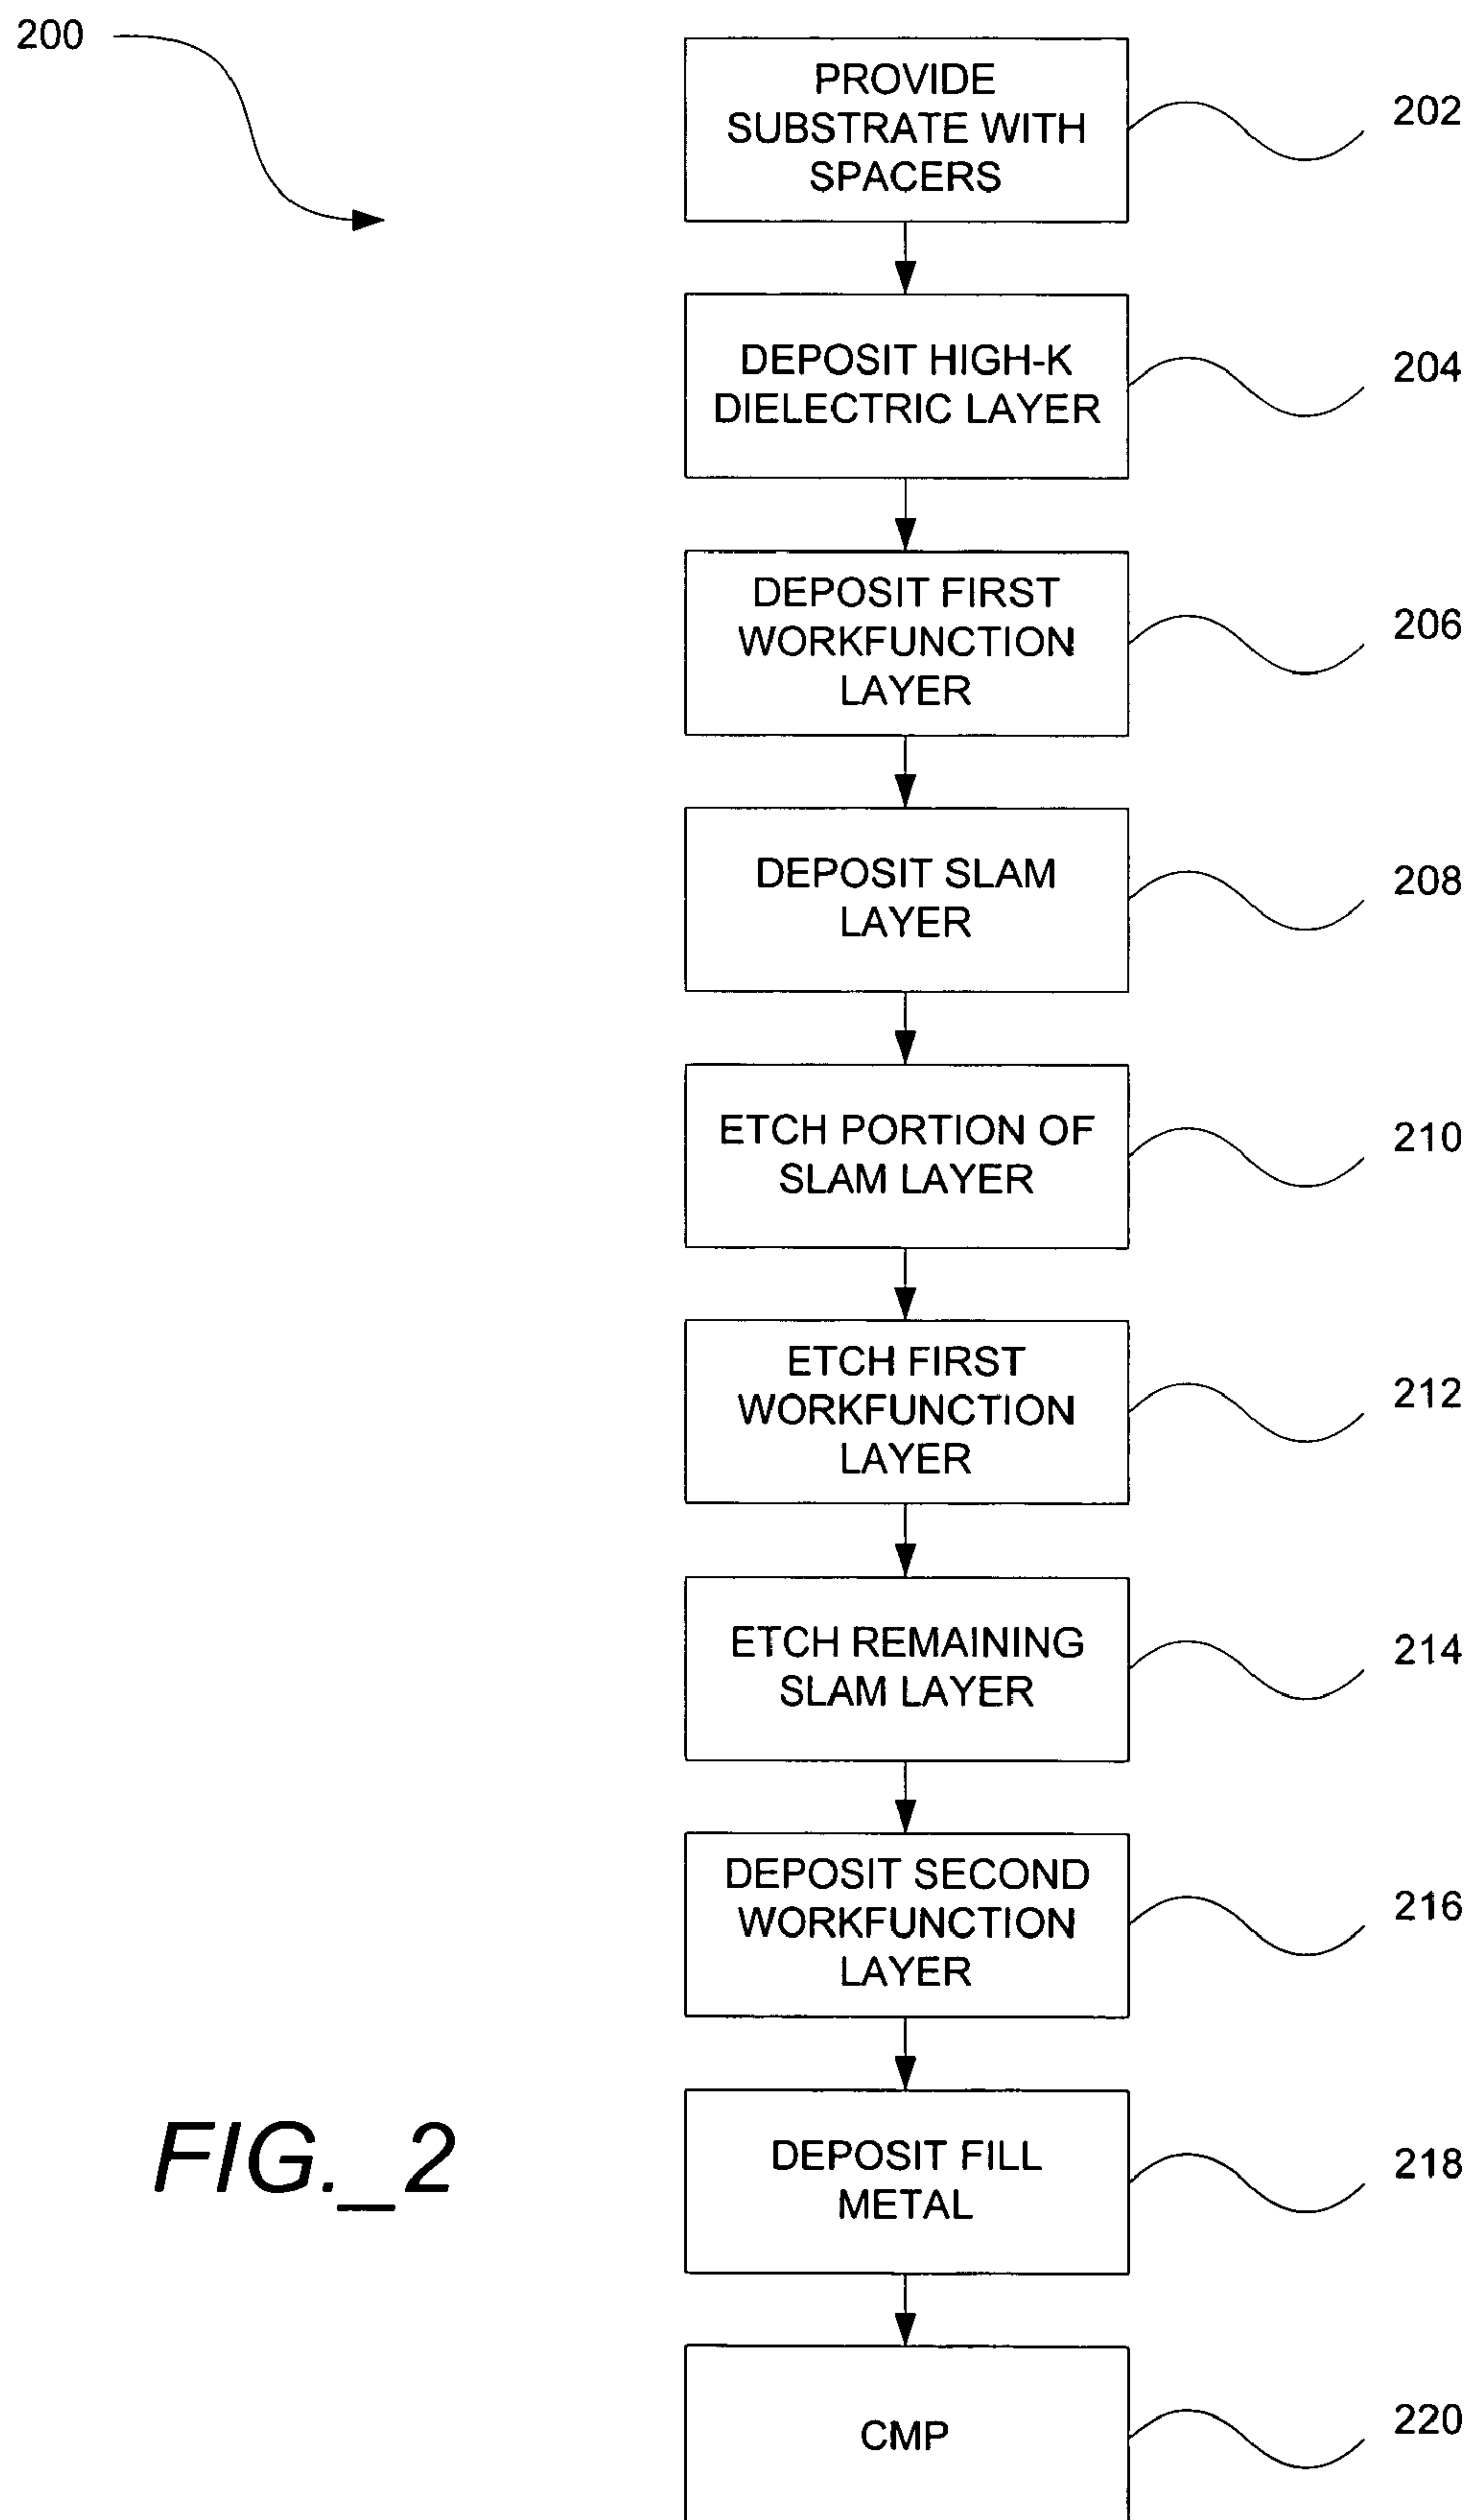 200
PROVIDE
SUBSTRATE WITH
SPACERS
202
DEPOSIT HIGH-K
DIELECTRIC LAYER
204
DEPOSIT FIRST
WORKFUNCTION
LAYER
206
DEPOSIT SLAM
LAYER
208
ETCH PORTION OF
SLAM LAYER
210
ETCH FIRST
WORKFUNCTION
LAYER
212
ETCH REMAINING
SLAM LAYER
214
DEPOSIT SECOND
WORKFUNCTION
LAYER
216
DEPOSIT FILL
METAL
218
CMP
220
FIG._2